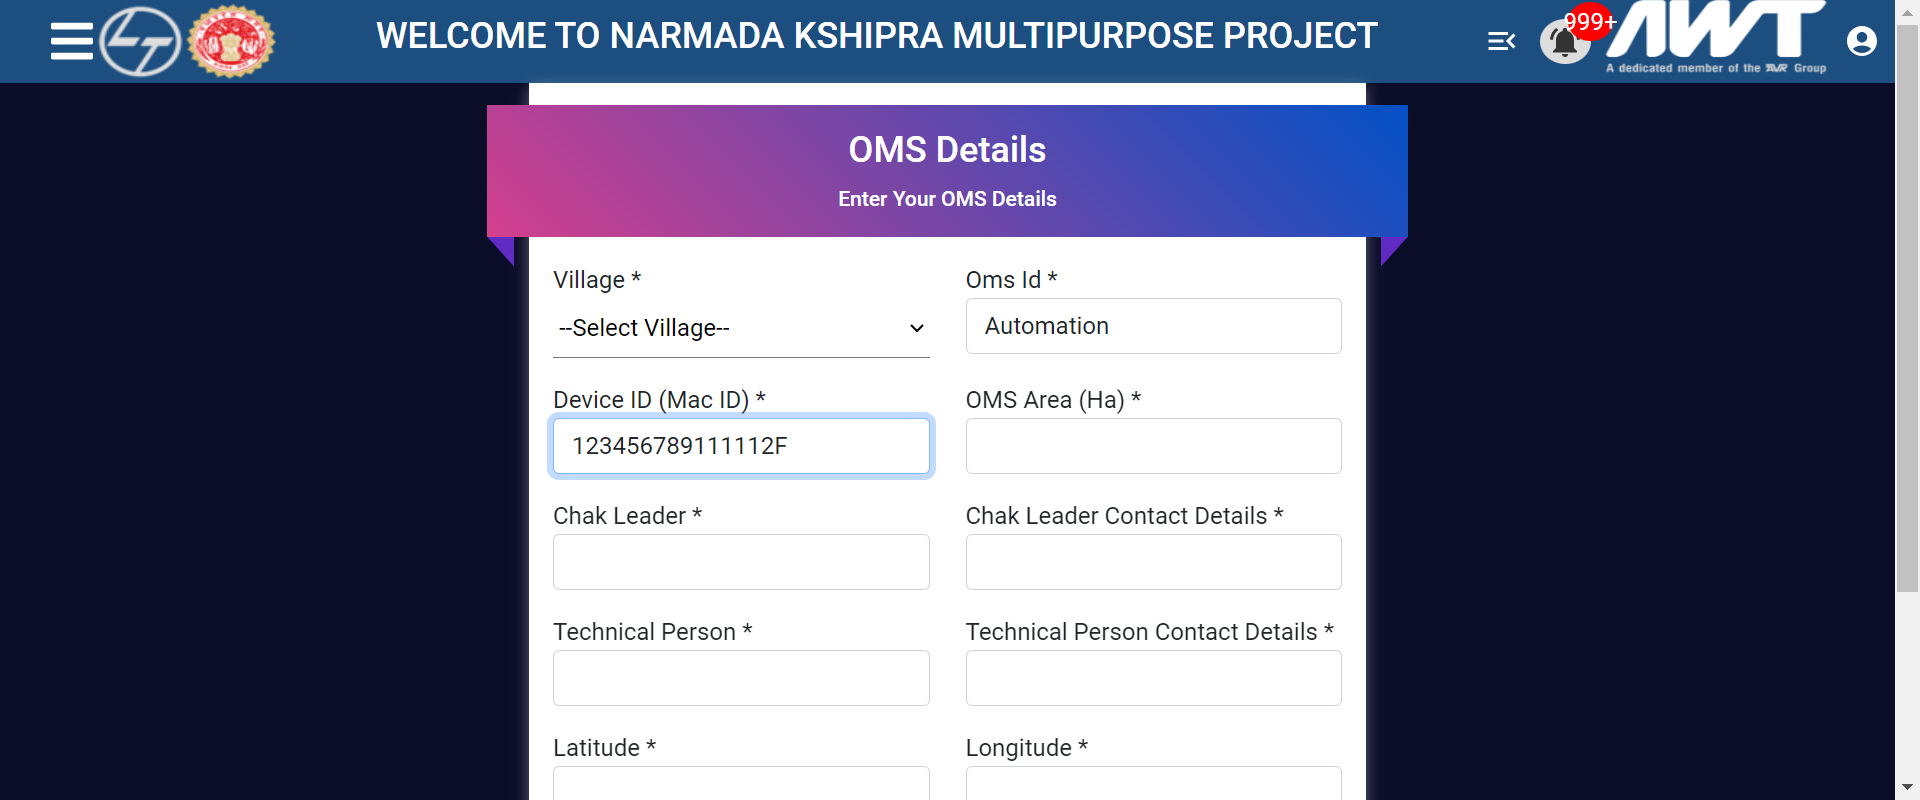 WELCOME TO NARMADA KSHIPRA MULTIPURPOSE PROJECT
999+
AWT
A dedicated member of the AVR Group
LT
OMS Details
Enter Your OMS Details
Village *
Oms Id *
--Select Village--
Automation
Device ID (Mac ID) *
OMS Area (Ha) *
123456789111112F
Chak Leader *
Chak Leader Contact Details *
Technical Person *
Technical Person Contact Details *
Latitude *
Longitude *